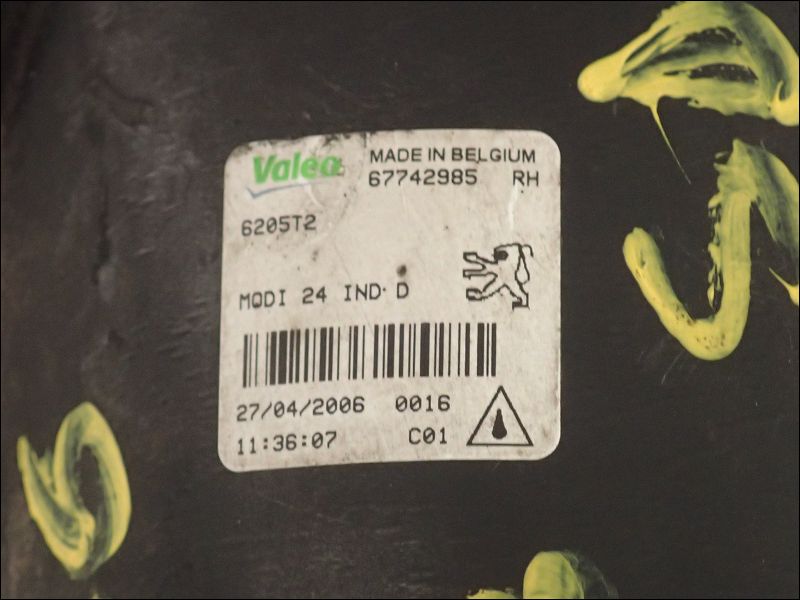 Valeo MADE IN BELGIUM
67742985 RH
6205T2
MODI 24 IND D
27/04/2006 0016
11:36:07 C01